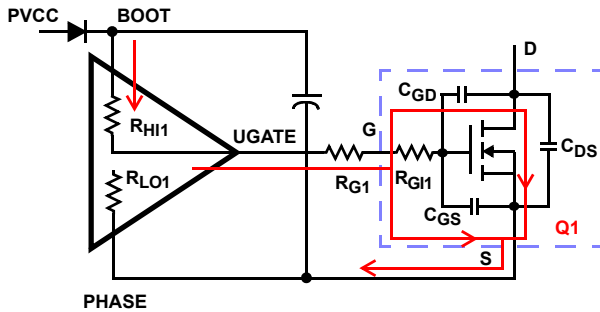 PVCC
BOOT
D
CGD
RHI1
UGATE
G
CDS
RLO1
RG1
RGI1
CGS
Q1
S
PHASE